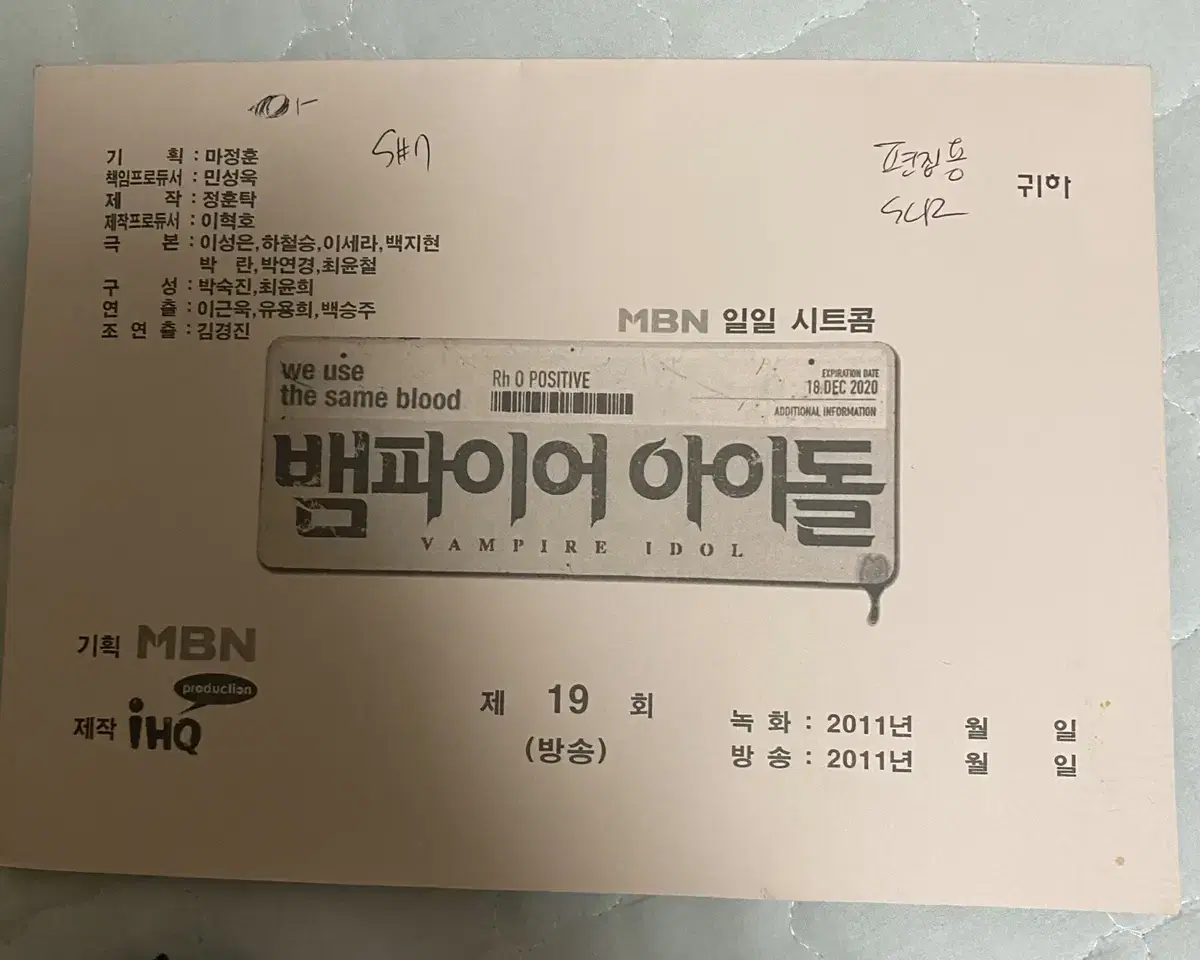 기 획 : 마정훈
책임프로듀서 : 민성욱
제 작 : 정훈탁
제작프로듀서 : 이혁호
극 본 : 이성은,하철승,이세라,백지현
박 란,박연경,최윤철
구 성 : 박숙진,최윤희
연 출 : 이근욱,유용희,백승주
조 연 출 : 김경진
S#7
편집용
SCR
귀하
MBN 일일 시트콤
we use
the same blood
Rh O POSITIVE
EXPIRATION DATE
18 DEC 2020
ADDITIONAL INFORMATION
뱀파이어 아이돌
VAMPIRE IDOL
기획 MBN
제작 iHQ production
제 19 회
(방송)
녹 화 : 2011년 월 일
방 송 : 2011년 월 일